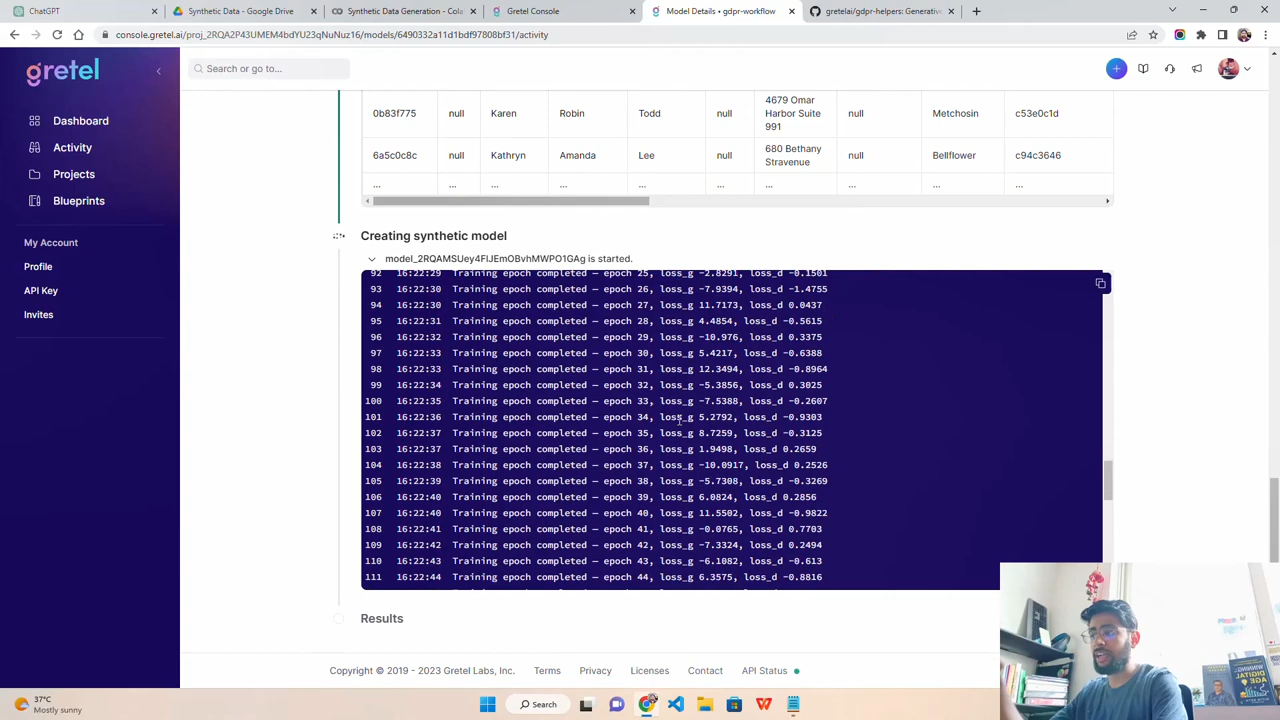 ChatGPT
Synthetic Data - Google Drive
Synthetic Data Generation - Cola
Gretel Console
Model Details • gdpr-workflow
gretelai/gdpr-helpers: Generative
console.gretel.ai/proj_2RQA2P43UMEM4bdYU23qNuNuz16/models/6490332a11d1bdf97808bf31/activity
gretel
Search or go to...
Dashboard
Activity
Projects
Blueprints
My Account
Profile
API Key
Invites
0b83f775 null Karen Robin Todd null 4679 Omar Harbor Suite 991 null Metchosin c53e0c1d
6a5c0c8c null Kathryn Amanda Lee null 680 Bethany Stravenue null Bellflower c94c3646
... ... ... ... ... ... ... ... ... ...
Creating synthetic model
model_2RQAMSUey4FIJEmOBvhMWPO1GAg is started.
92 16:22:29 Training epoch completed — epoch 25, loss_g -2.8291, loss_d -0.1501
93 16:22:30 Training epoch completed — epoch 26, loss_g -7.9394, loss_d -1.4755
94 16:22:30 Training epoch completed — epoch 27, loss_g 11.7173, loss_d 0.0437
95 16:22:31 Training epoch completed — epoch 28, loss_g 4.4854, loss_d -0.5615
96 16:22:32 Training epoch completed — epoch 29, loss_g -10.976, loss_d 0.3375
97 16:22:33 Training epoch completed — epoch 30, loss_g 5.4217, loss_d -0.6388
98 16:22:33 Training epoch completed — epoch 31, loss_g 12.3494, loss_d -0.8964
99 16:22:34 Training epoch completed — epoch 32, loss_g -5.3856, loss_d 0.3025
100 16:22:35 Training epoch completed — epoch 33, loss_g -7.5388, loss_d -0.2607
101 16:22:36 Training epoch completed — epoch 34, loss_g 5.2792, loss_d -0.9303
102 16:22:37 Training epoch completed — epoch 35, loss_g 8.7259, loss_d -0.3125
103 16:22:37 Training epoch completed — epoch 36, loss_g 1.9498, loss_d 0.2659
104 16:22:38 Training epoch completed — epoch 37, loss_g -10.0917, loss_d 0.2526
105 16:22:39 Training epoch completed — epoch 38, loss_g -5.7308, loss_d -0.3269
106 16:22:40 Training epoch completed — epoch 39, loss_g 6.0824, loss_d 0.2856
107 16:22:40 Training epoch completed — epoch 40, loss_g 11.5502, loss_d -0.9822
108 16:22:41 Training epoch completed — epoch 41, loss_g -0.0765, loss_d 0.7703
109 16:22:42 Training epoch completed — epoch 42, loss_g -7.3324, loss_d 0.2494
110 16:22:43 Training epoch completed — epoch 43, loss_g -6.1082, loss_d -0.613
111 16:22:44 Training epoch completed — epoch 44, loss_g 6.3575, loss_d -0.8816
Results
Copyright © 2019 - 2023 Gretel Labs, Inc. Terms Privacy Licenses Contact API Status
WINNING
DIGITAL
AGE
37°C
Mostly sunny
Search